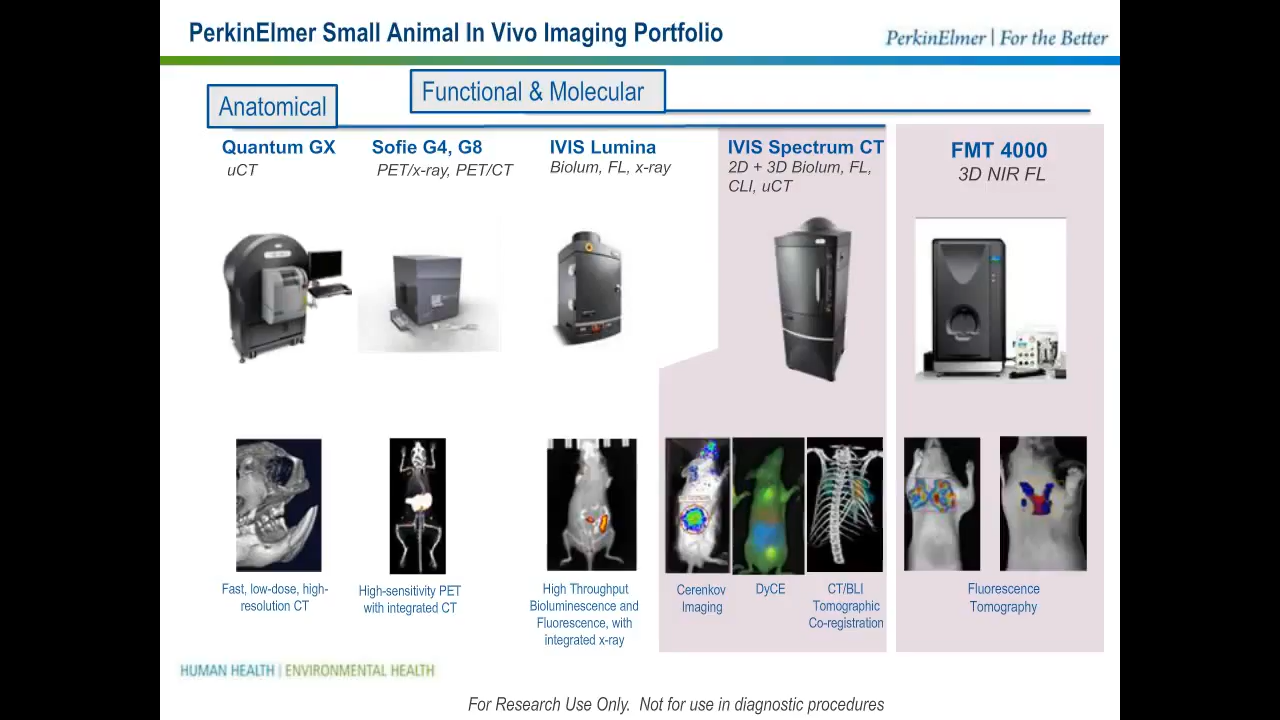 PerkinElmer Small Animal In Vivo Imaging Portfolio
PerkinElmer | For the Better
Anatomical
Functional & Molecular
Quantum GX
uCT
Sofie G4, G8
PET/x-ray, PET/CT
IVIS Lumina
Biolum, FL, x-ray
IVIS Spectrum CT
2D + 3D Biolum, FL,
CLI, uCT
FMT 4000
3D NIR FL
Fast, low-dose, high-
resolution CT
High-sensitivity PET
with integrated CT
High Throughput
Bioluminescence and
Fluorescence, with
integrated x-ray
Cerenkov
Imaging
DyCE
CT/BLI
Tomographic
Co-registration
Fluorescence
Tomography
HUMAN HEALTH | ENVIRONMENTAL HEALTH
For Research Use Only. Not for use in diagnostic procedures